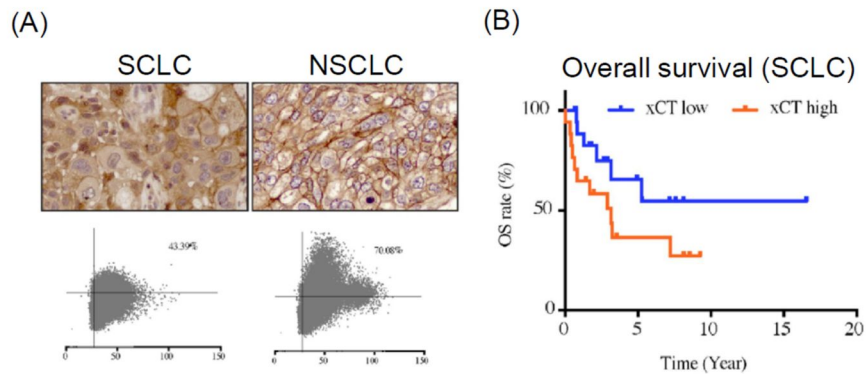 (A)
SCLC
NSCLC
43.39%
70.08%
0 50 100 150
0 50 100 150
(B)
Overall survival (SCLC)
xCT low
xCT high
OS rate (%)
100
50
0
0 5 10 15 20
Time (Year)